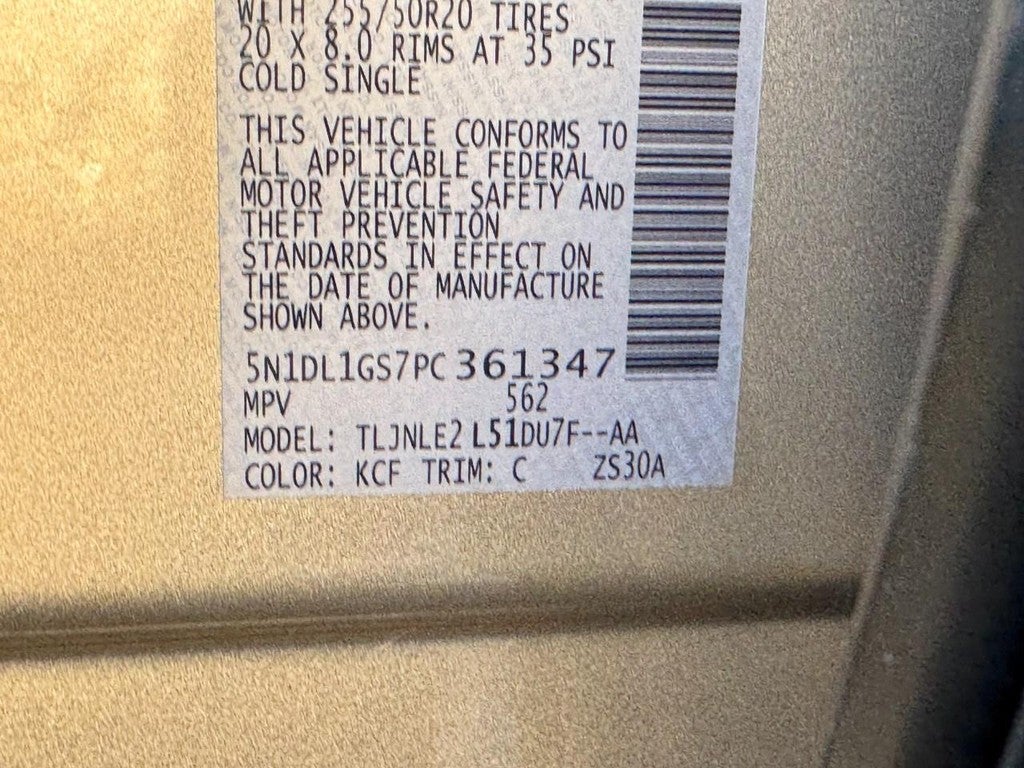 WITH 255/50R20 TIRES
20 X 8.0 RIMS AT 35 PSI
COLD SINGLE
THIS VEHICLE CONFORMS TO
ALL APPLICABLE FEDERAL
MOTOR VEHICLE SAFETY AND
THEFT PREVENTION
STANDARDS IN EFFECT ON
THE DATE OF MANUFACTURE
SHOWN ABOVE.
5N1DL1GS7PC361347
MPV 562
MODEL: TLJNLE2 L51DU7F--AA
COLOR: KCF TRIM: C ZS30A